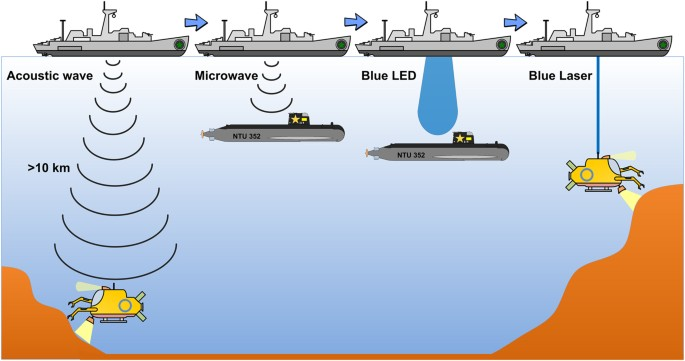 Acoustic wave
Microwave
Blue LED
Blue Laser
NTU 352
NTU 352
>10 km